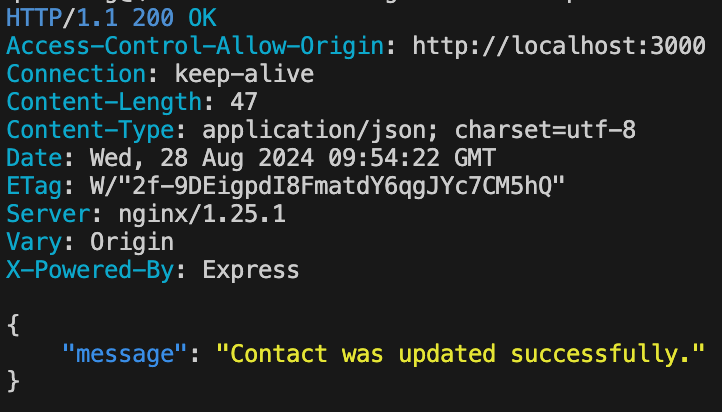 HTTP/1.1 200 OK
Access-Control-Allow-Origin: http://localhost:3000
Connection: keep-alive
Content-Length: 47
Content-Type: application/json; charset=utf-8
Date: Wed, 28 Aug 2024 09:54:22 GMT
ETag: W/"2f-9DEigpdI8FmatdY6qgJYc7CM5hQ"
Server: nginx/1.25.1
Vary: Origin
X-Powered-By: Express
{
"message": "Contact was updated successfully."
}